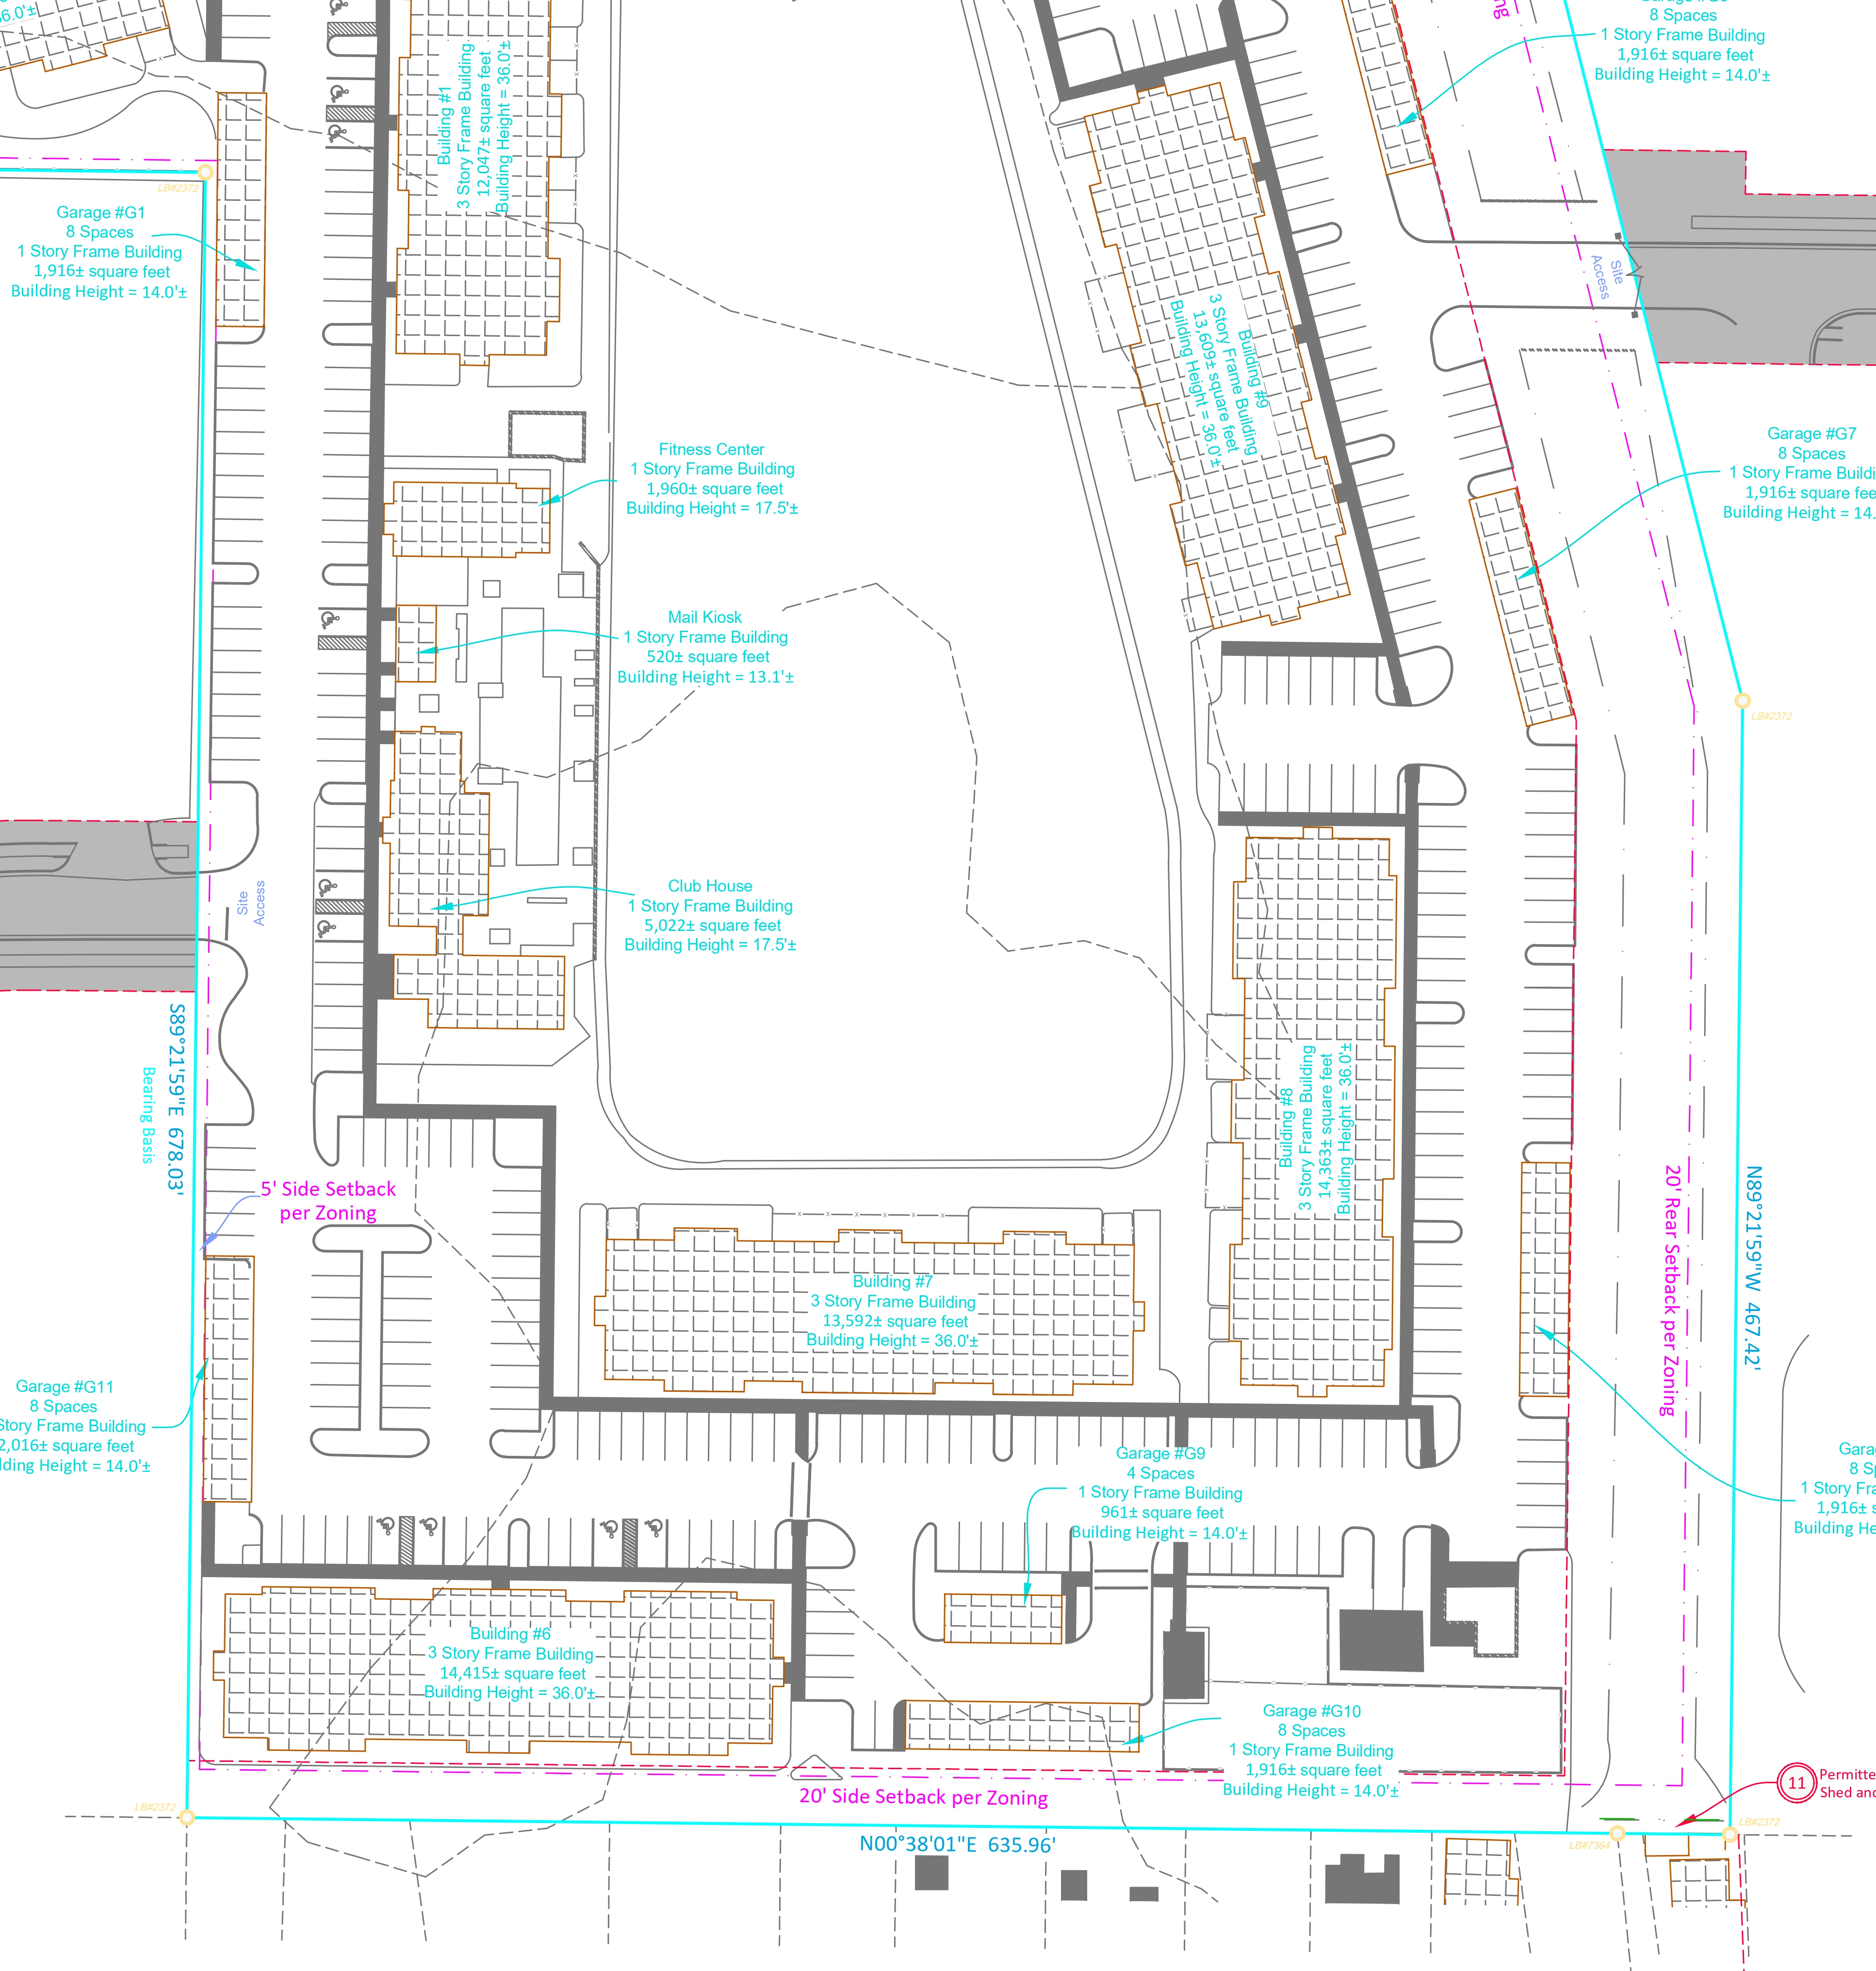 36.0'±
Building #1
3 Story Frame Building
12,047± square feet
Building Height = 36.0'±
8 Spaces
1 Story Frame Building
1,916± square feet
Building Height = 14.0'±
LB#2372
Garage #G1
8 Spaces
1 Story Frame Building
1,916± square feet
Building Height = 14.0'±
Site
Access
Building #9
3 Story Frame Building
13,609± square feet
Building Height = 36.0'±
Fitness Center
1 Story Frame Building
1,960± square feet
Building Height = 17.5'±
Garage #G7
8 Spaces
1 Story Frame Buildi
1,916± square fee
Building Height = 14.
Mail Kiosk
1 Story Frame Building
520± square feet
Building Height = 13.1'±
LB#2372
Site
Access
Club House
1 Story Frame Building
5,022± square feet
Building Height = 17.5'±
S89°21'59"E 678.03'
Bearing Basis
Building #8
3 Story Frame Building
14,363± square feet
Building Height = 36.0'±
5' Side Setback
per Zoning
20' Rear Setback per Zoning
N89°21'59"W 467.42'
Building #7
3 Story Frame Building
13,592± square feet
Building Height = 36.0'±
Garage #G11
8 Spaces
Story Frame Building
2,016± square feet
lding Height = 14.0'±
Garage #G9
4 Spaces
1 Story Frame Building
961± square feet
Building Height = 14.0'±
Garag
8 Sp
1 Story Fra
1,916± s
Building He
Building #6
3 Story Frame Building
14,415± square feet
Building Height = 36.0'±
Garage #G10
8 Spaces
1 Story Frame Building
1,916± square feet
Building Height = 14.0'±
20' Side Setback per Zoning
11
Permitte
Shed and
LB#2372
N00°38'01"E 635.96'
LB#7364
LB#2372